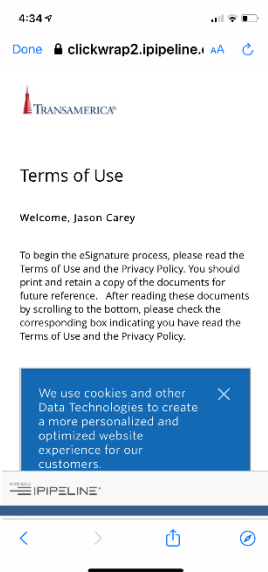 4:34
Done clickwrap2.ipipeline.c AA
TRANSAMERICA®
Terms of Use
Welcome, Jason Carey
To begin the eSignature process, please read the
Terms of Use and the Privacy Policy. You should
print and retain a copy of the documents for
future reference. After reading these documents
by scrolling to the bottom, please check the
corresponding box indicating you have read the
Terms of Use and the Privacy Policy.
We use cookies and other
Data Technologies to create
a more personalized and
optimized website
experience for our
customers.
IPIPELINE®